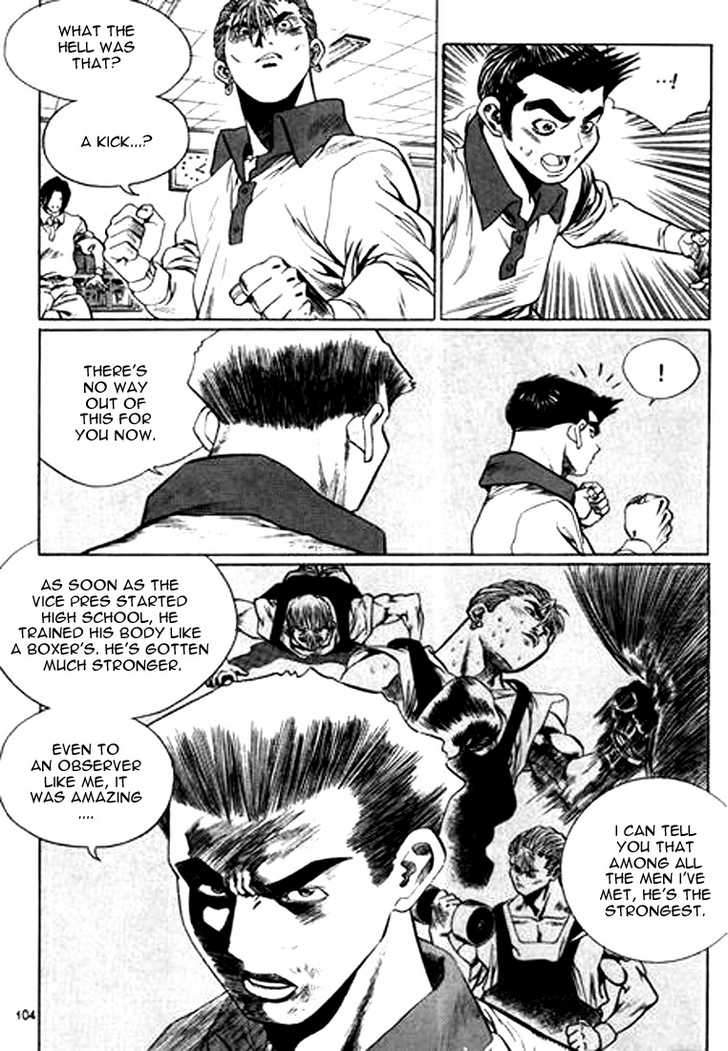 WHAT THE
HELL WAS
THAT?
A KICK...?
...!
THERE'S
NO WAY
OUT OF
THIS FOR
YOU NOW.
!
AS SOON AS THE
VICE PRES STARTED
HIGH SCHOOL, HE
TRAINED HIS BODY LIKE
A BOXER'S. HE'S GOTTEN
MUCH STRONGER.
EVEN TO
AN OBSERVER
LIKE ME, IT
WAS AMAZING
....
I CAN TELL
YOU THAT
AMONG ALL
THE MEN I'VE
MET, HE'S THE
STRONGEST.
104